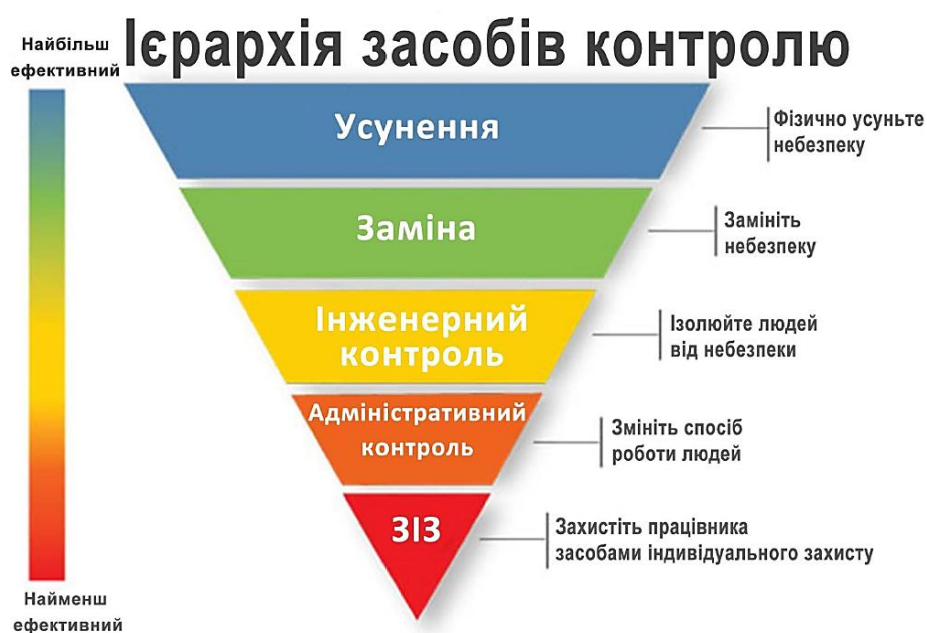 Ієрархія засобів контролю
Найбільш
ефективний
Усунення
Фізично усуньте
небезпеку
Заміна
Замініть
небезпеку
Інженерний
контроль
Ізолюйте людей
від небезпеки
Адміністративний
контроль
Змініть спосіб
роботи людей
ЗІЗ
Захистіть працівника
засобами індивідуального захисту
Найменш
ефективний